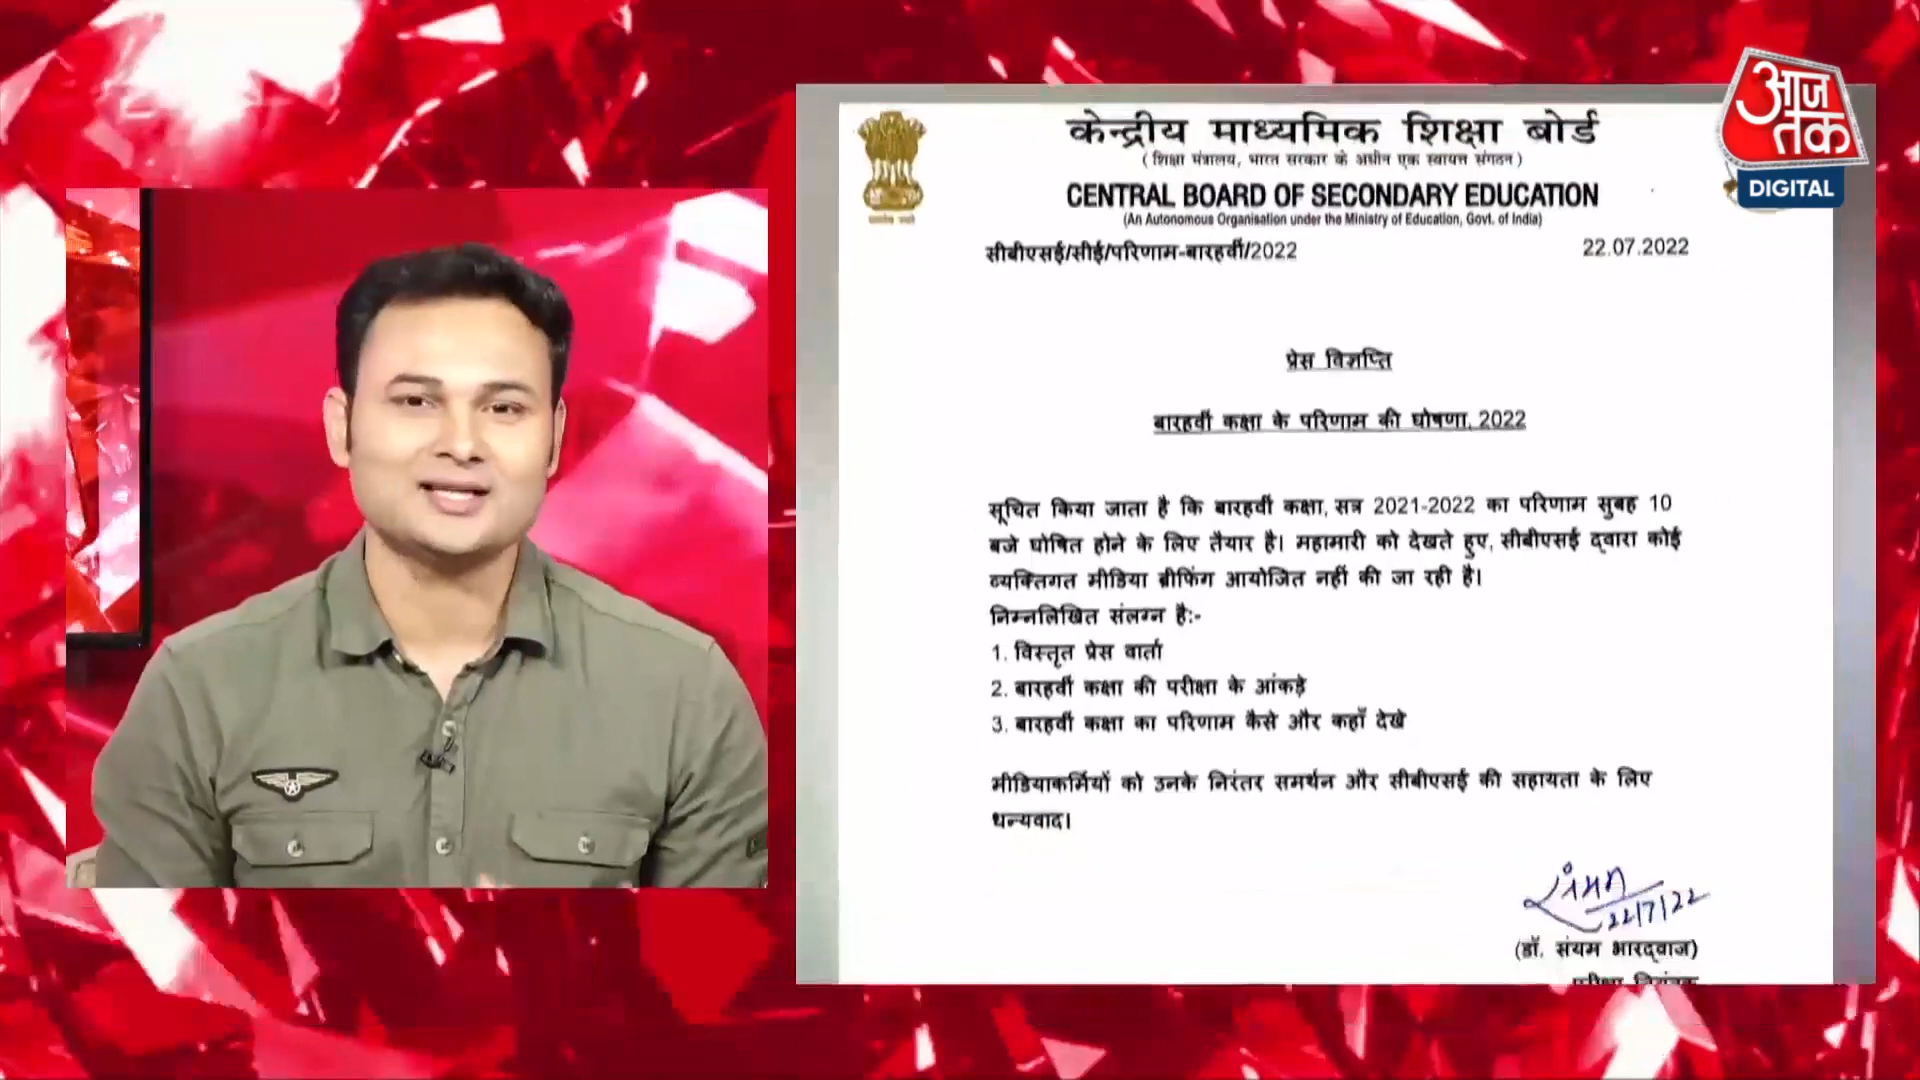 आज
तक
DIGITAL
केन्द्रीय माध्यमिक शिक्षा बोर्ड
(शिक्षा मंत्रालय, भारत सरकार के अधीन एक स्वायत्त संगठन)
CENTRAL BOARD OF SECONDARY EDUCATION
(An Autonomous Organisation under the Ministry of Education, Govt. of India)
सीबीएसई/सीई/परिणाम-बारहवीं/2022 22.07.2022
प्रेस विज्ञप्ति
बारहवीं कक्षा के परिणाम की घोषणा, 2022
सूचित किया जाता है कि बारहवीं कक्षा, सत्र 2021-2022 का परिणाम सुबह 10
बजे घोषित होने के लिए तैयार है। महामारी को देखते हुए, सीबीएसई द्वारा कोई
व्यक्तिगत मीडिया ब्रीफिंग आयोजित नहीं की जा रही है।
निम्नलिखित संलग्न है:-
1. विस्तृत प्रेस वार्ता
2. बारहवीं कक्षा की परीक्षा के आंकड़े
3. बारहवीं कक्षा का परिणाम कैसे और कहाँ देखे
मीडियाकर्मियों को उनके निरंतर समर्थन और सीबीएसई की सहायता के लिए
धन्यवाद।
संयम
22/7/22
(डॉ. संयम भारद्वाज)